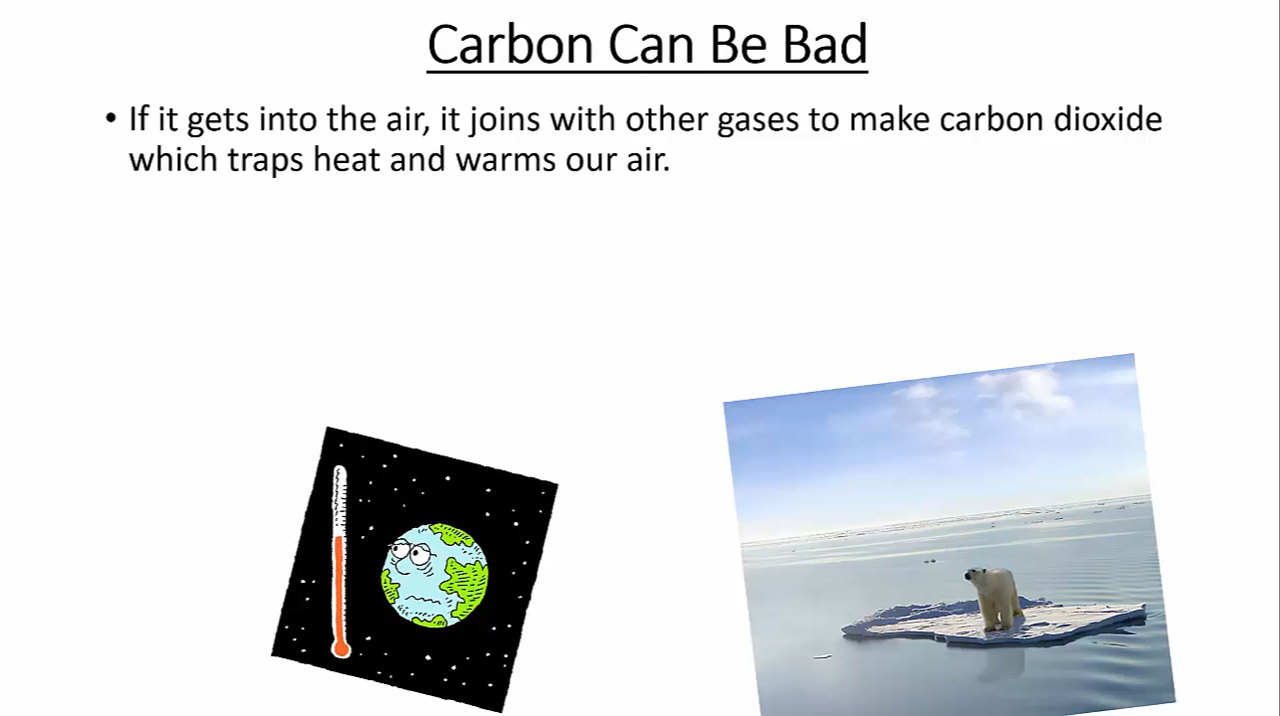 Carbon Can Be Bad
• If it gets into the air, it joins with other gases to make carbon dioxide
which traps heat and warms our air.